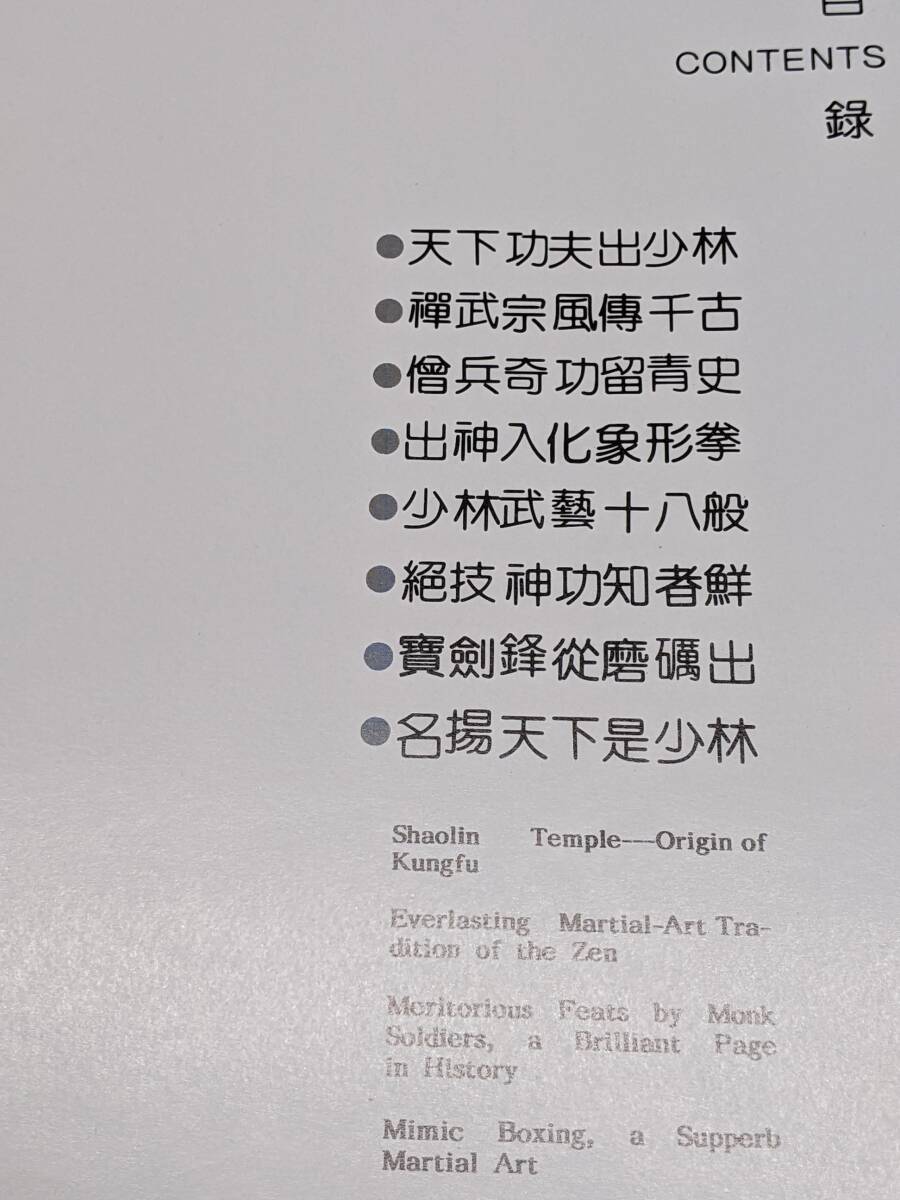 目
CONTENTS
錄
●天下功夫出少林
●禪武宗風傳千古
●僧兵奇功留青史
●出神入化象形拳
●少林武藝十八般
●絕技神功知者鮮
●寶劍鋒從磨礪出
●名揚天下是少林
Shaolin Temple—Origin of
Kungfu
Everlasting Martial-Art Tra-
dition of the Zen
Meritorious Feats by Monk
Soldiers, a Brilliant Page
in History
Mimic Boxing, a Supperb
Martial Art